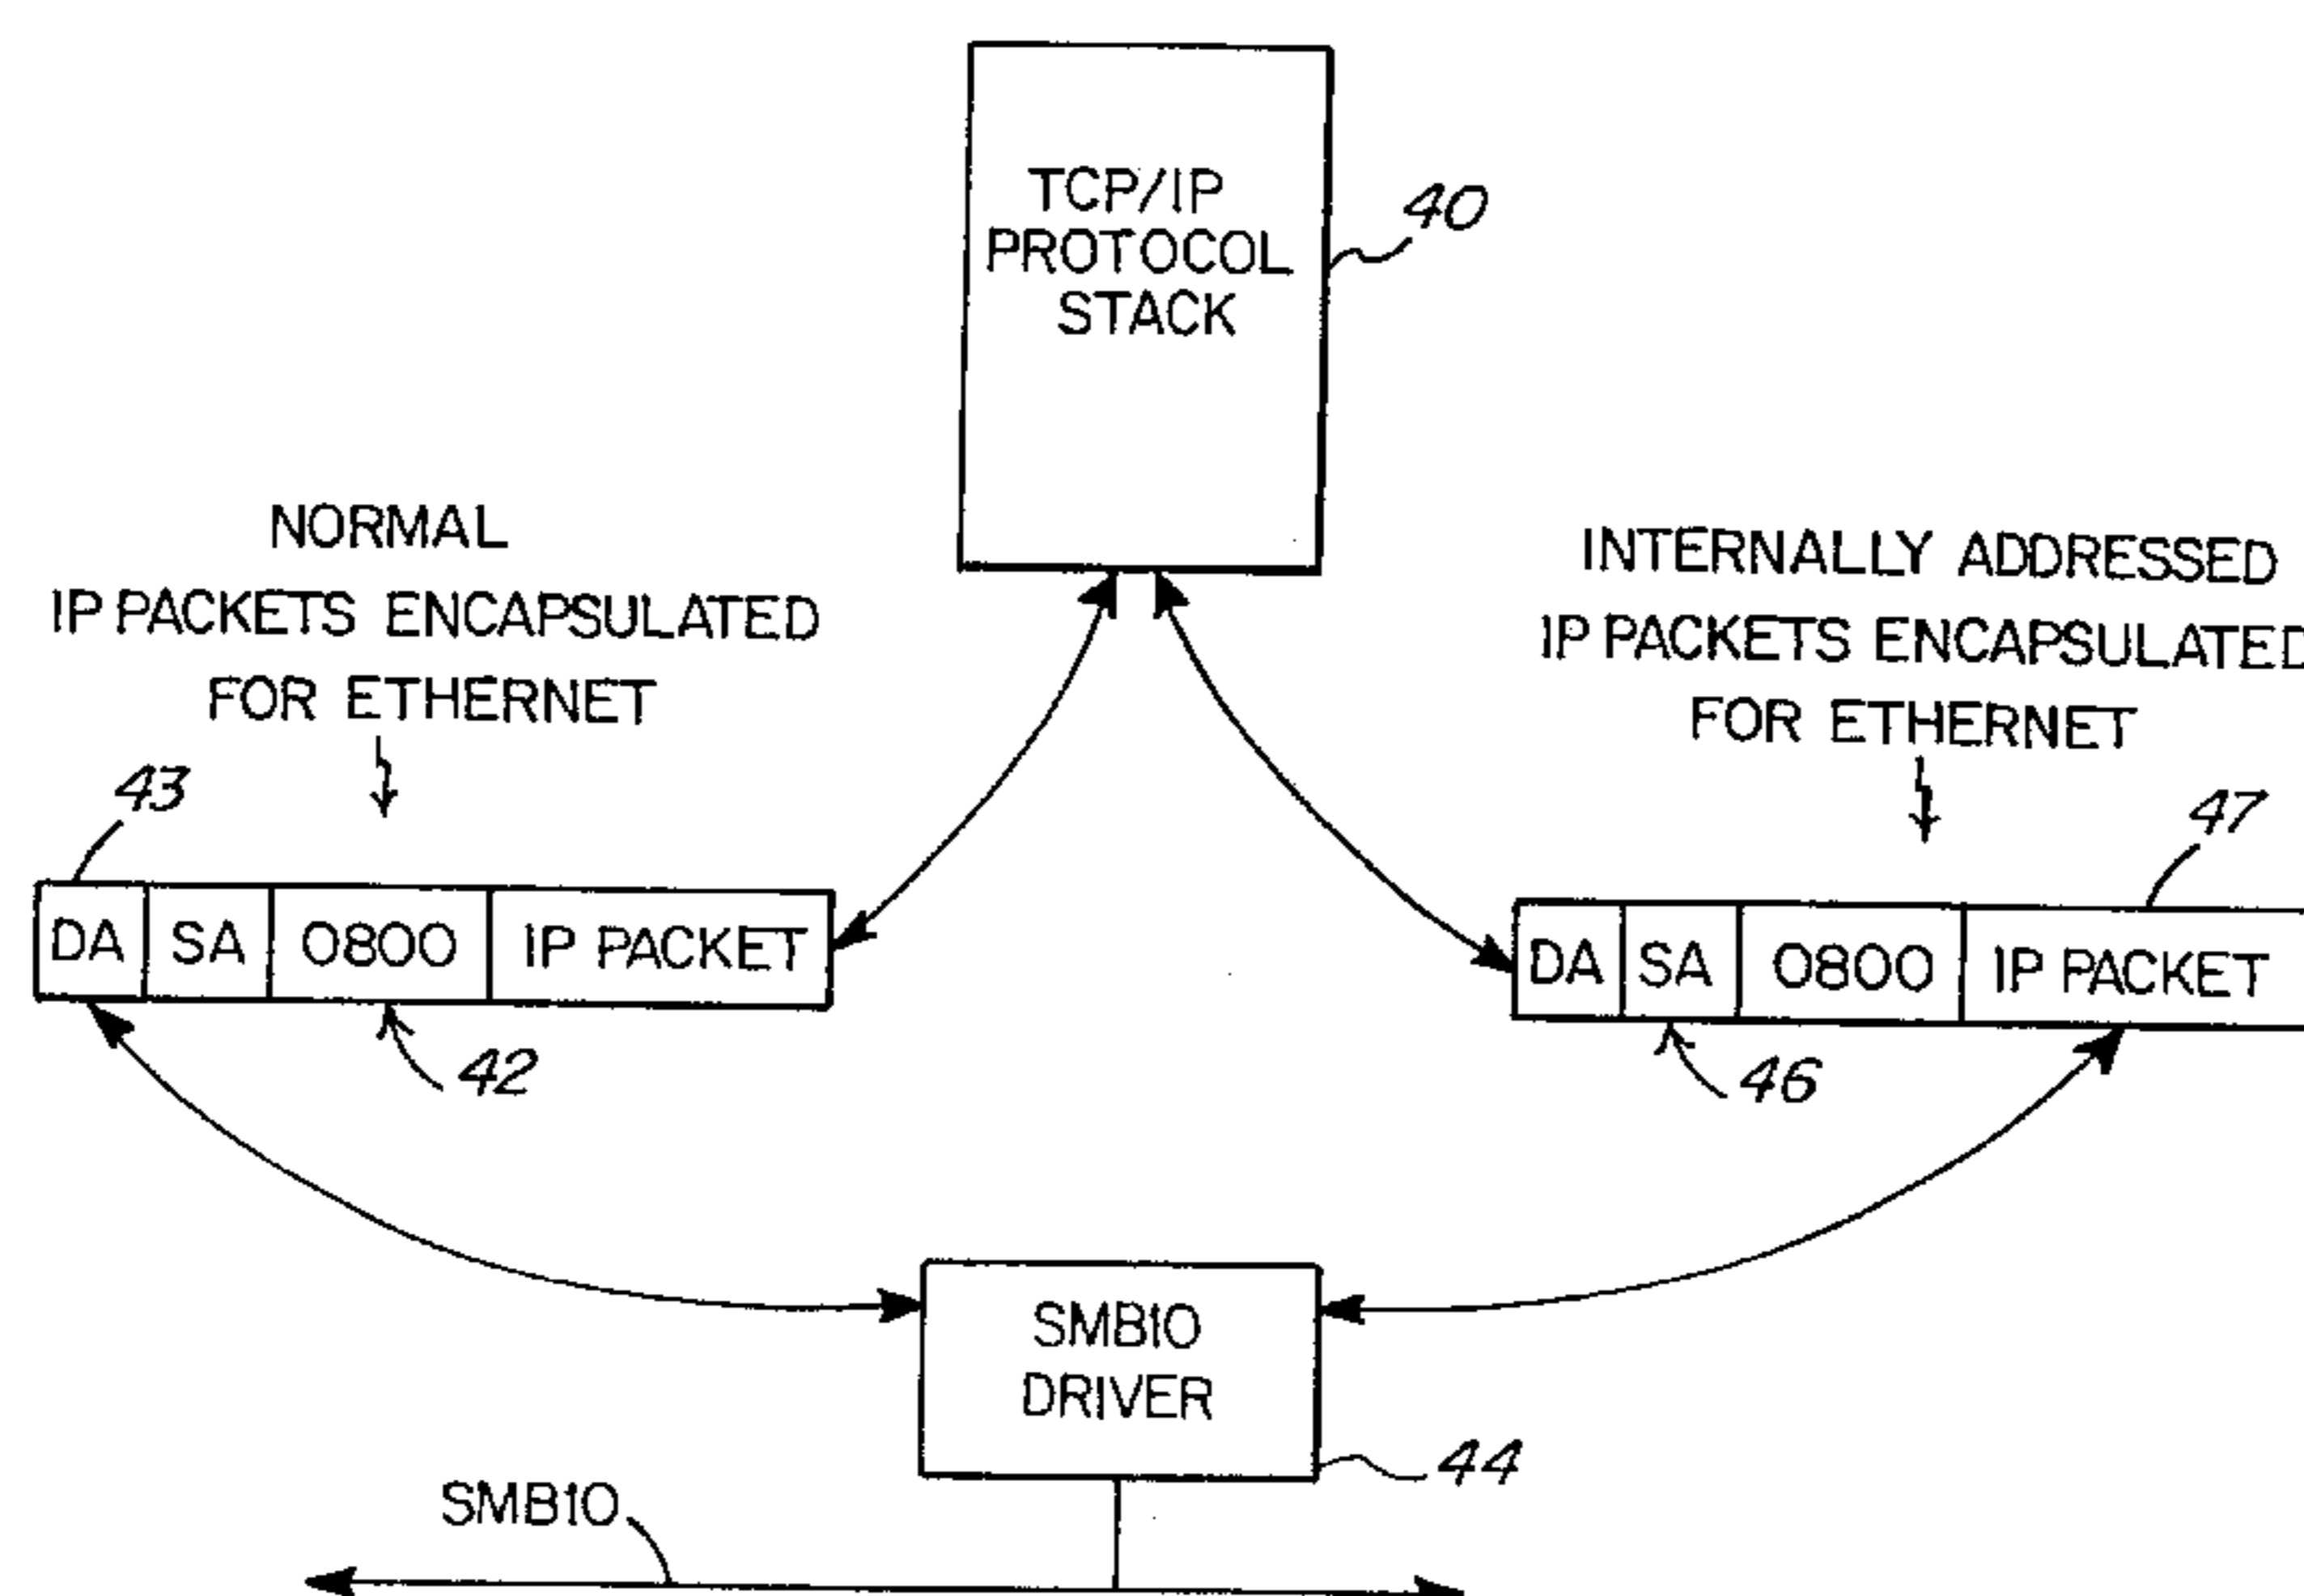 TCP/IP
PROTOCOL
STACK
40
NORMAL
IP PACKETS ENCAPSULATED
FOR ETHERNET
INTERNALLY ADDRESSED
IP PACKETS ENCAPSULATED
FOR ETHERNET
43
47
DA SA 0800 IP PACKET
DA SA 0800 IP PACKET
42
46
SMB10
DRIVER
44
SMB10